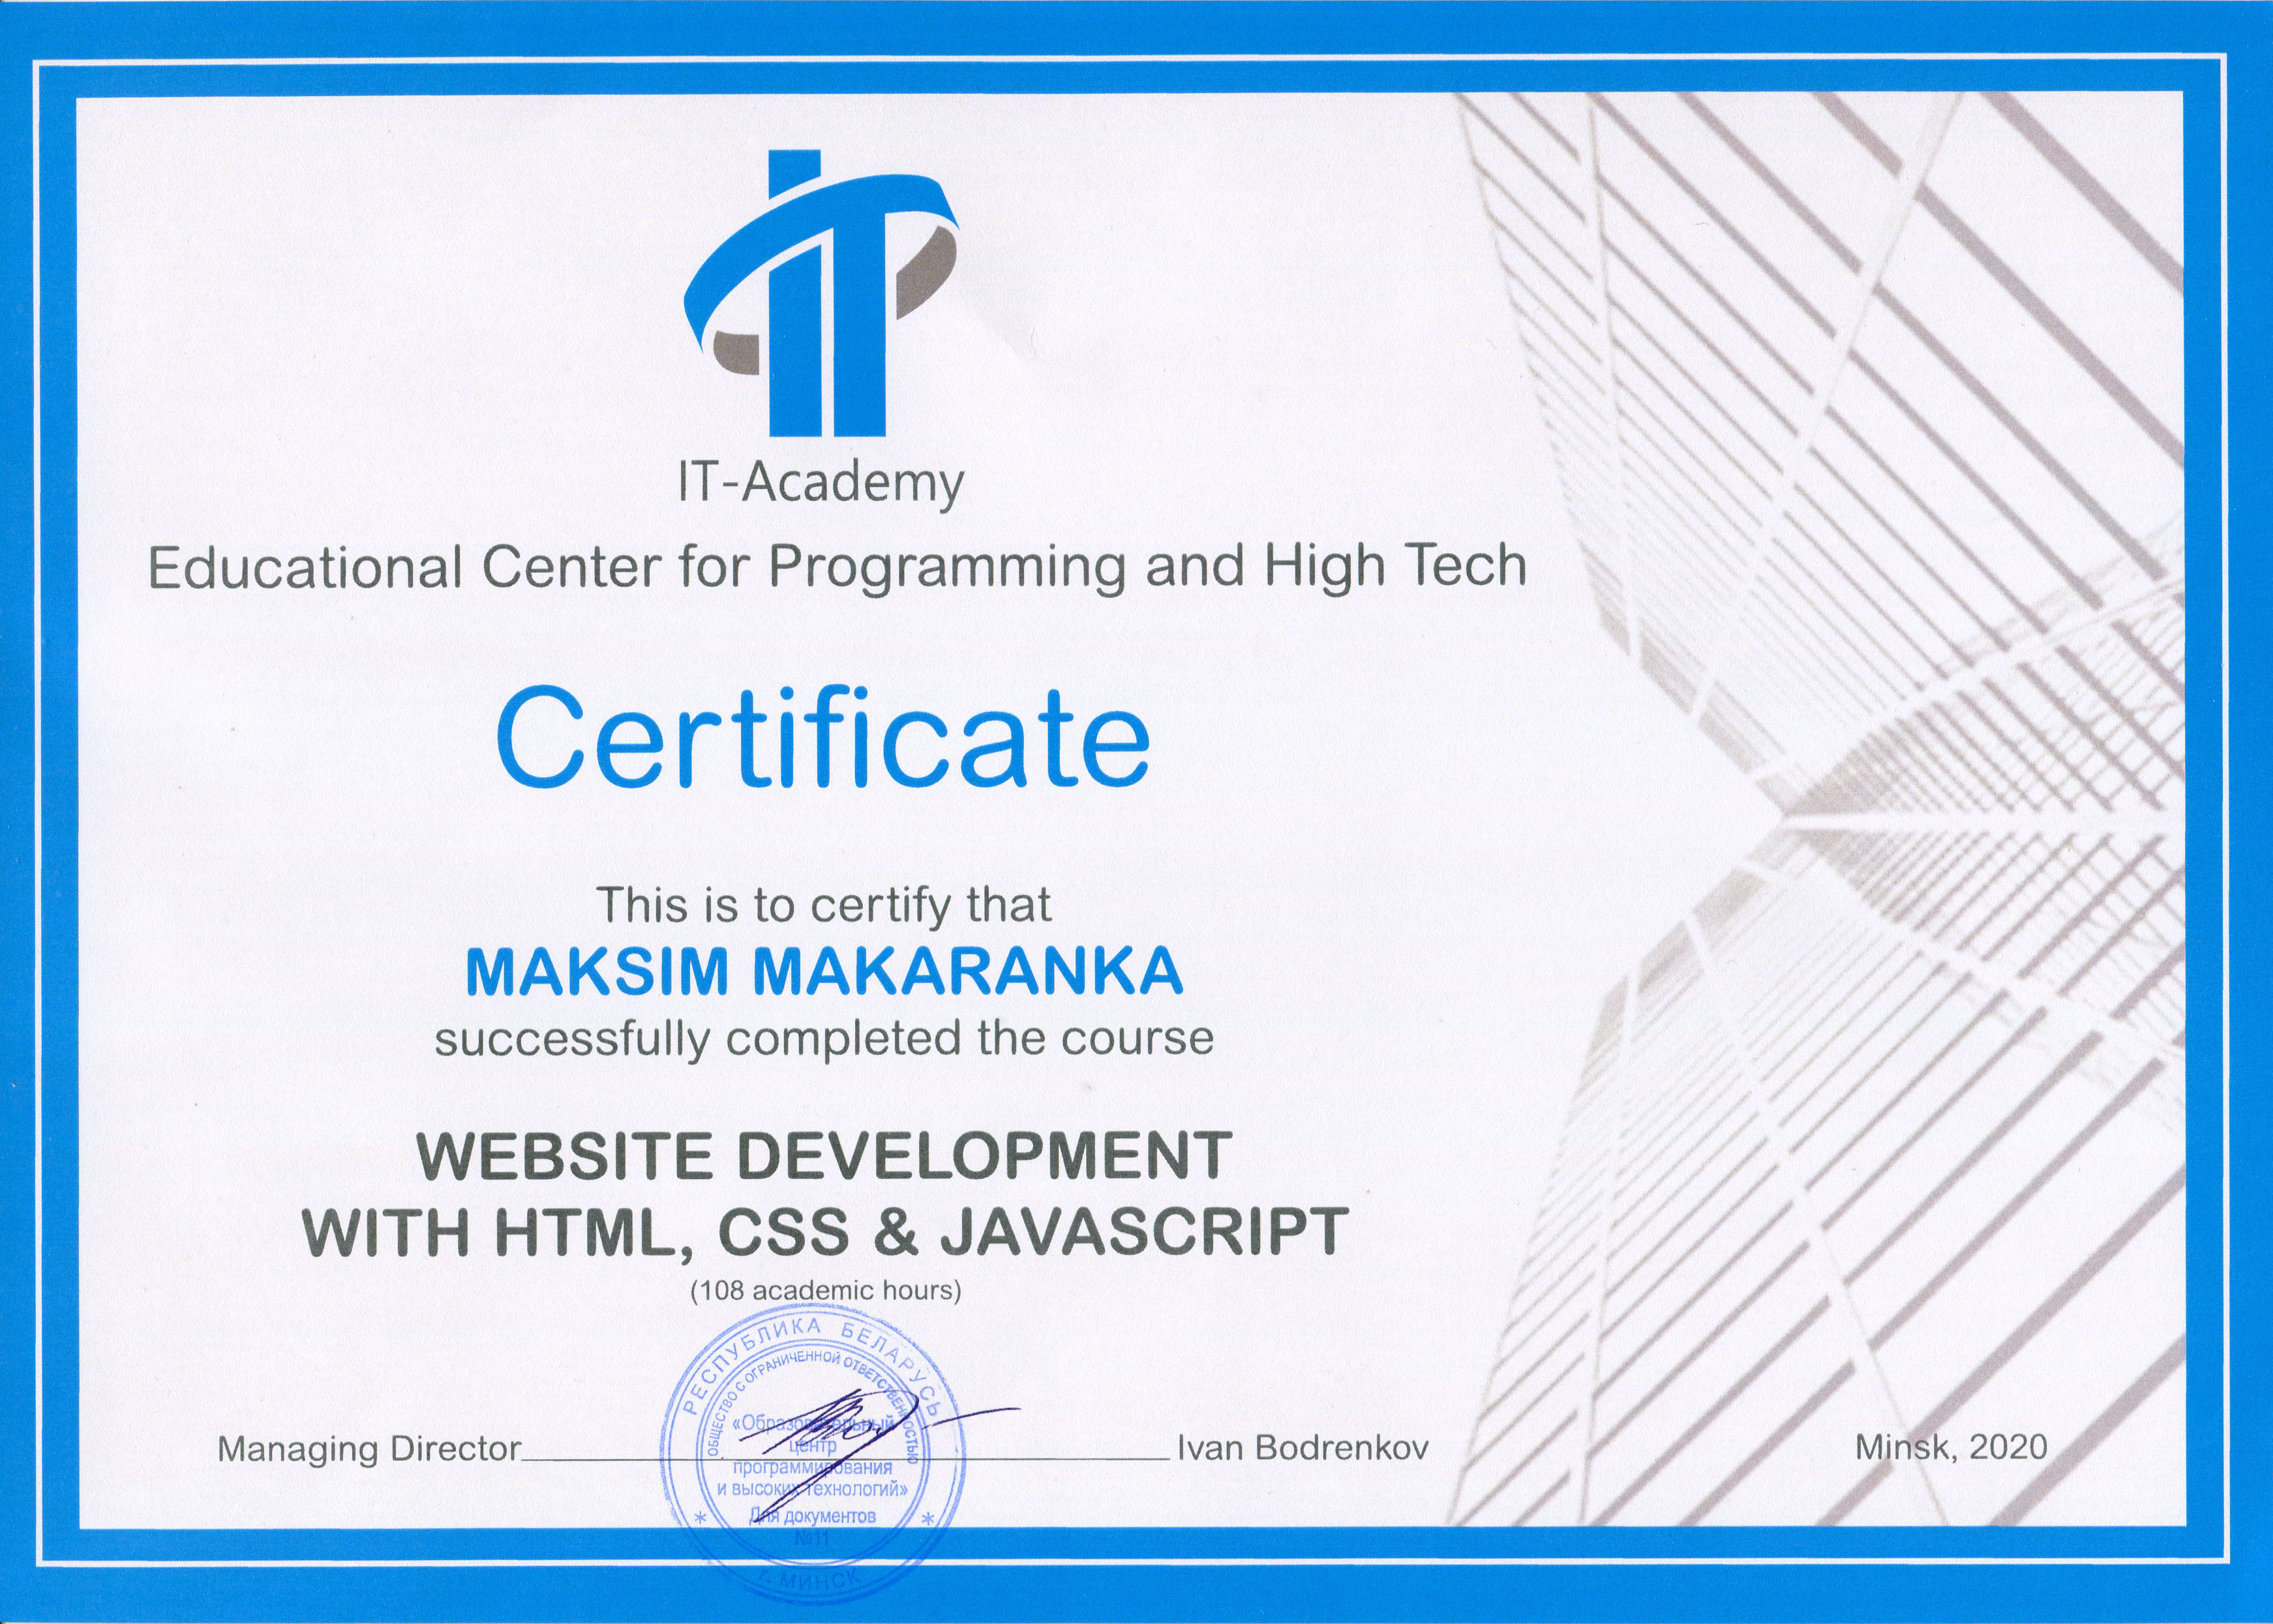 IT-Academy
Educational Center for Programming and High Tech
Certificate
This is to certify that
MAKSIM MAKARANKA
successfully completed the course
WEBSITE DEVELOPMENT
WITH HTML, CSS & JAVASCRIPT
(108 academic hours)
РЕСПУБЛИКА БЕЛАРУСЬ
ОБЩЕСТВО С ОГРАНИЧЕННОЙ ОТВЕТСТВЕННОСТЬЮ
«Образовательный
центр
программирования
и высоких технологий»
Для документов
№11
г. МИНСК
Managing Director Ivan Bodrenkov
Minsk, 2020